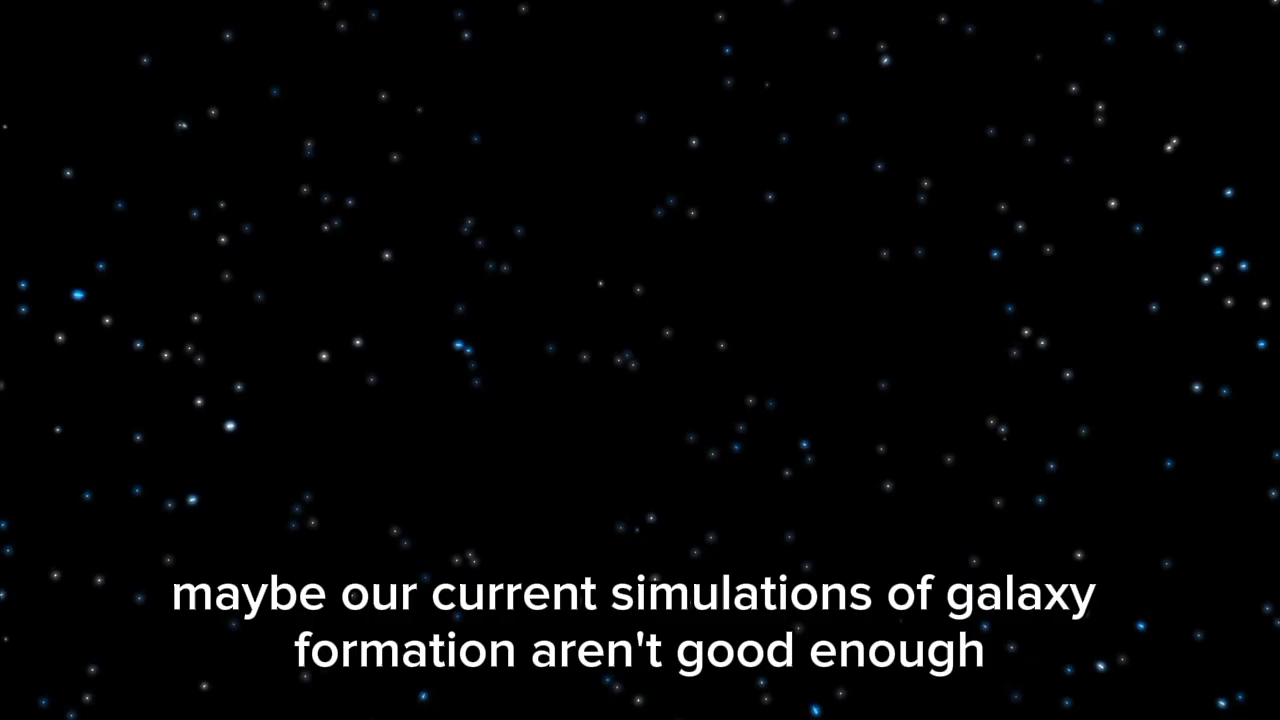 maybe our current simulations of galaxy
formation aren't good enough